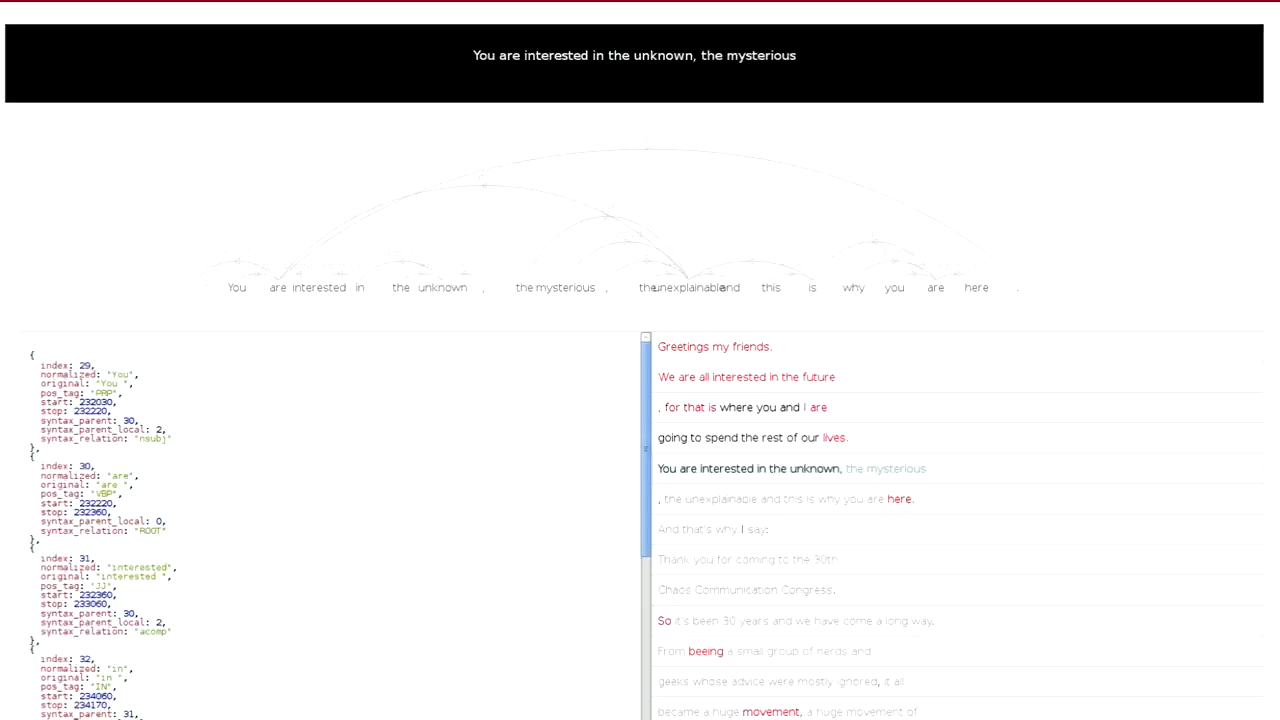 You are interested in the unknown, the mysterious
You are interested in the unknown , the mysterious , the unexplainable and this is why you are here .
{
index: 29,
normalized: "You",
original: "You ",
pos_tag: "PRP",
start: 232030,
stop: 232220,
syntax_parent: 30,
syntax_parent_local: 2,
syntax_relation: "nsubj"
},
{
index: 30,
normalized: "are",
original: "are ",
pos_tag: "VBP",
start: 232220,
stop: 232360,
syntax_parent_local: 0,
syntax_relation: "ROOT"
},
{
index: 31,
normalized: "interested",
original: "interested ",
pos_tag: "JJ",
start: 232360,
stop: 233060,
syntax_parent: 30,
syntax_parent_local: 2,
syntax_relation: "acomp"
},
{
index: 32,
normalized: "in",
original: "in ",
pos_tag: "IN",
start: 234060,
stop: 234170,
syntax_parent: 31,
Greetings my friends.
We are all interested in the future
, for that is where you and I are
going to spend the rest of our lives.
You are interested in the unknown, the mysterious
, the unexplainable and this is why you are here.
And that's why I say:
Thank you for coming to the 30th
Chaos Communication Congress.
So it's been 30 years and we have come a long way.
From beeing a small group of nerds and
geeks whose advice were mostly ignored, it all
became a huge movement, a huge movement of